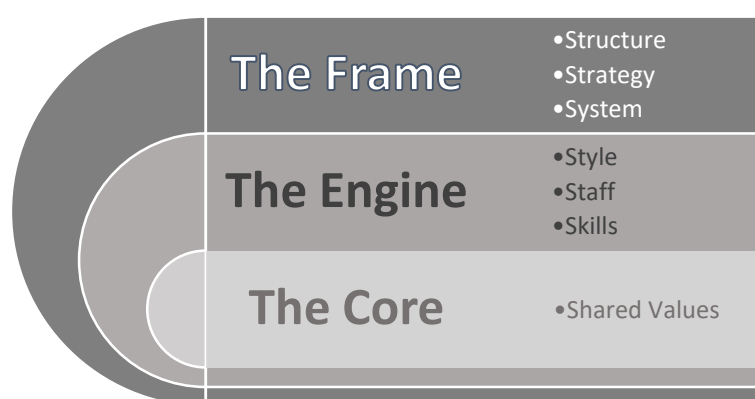 The Frame
•Structure
•Strategy
•System
The Engine
•Style
•Staff
•Skills
The Core
•Shared Values